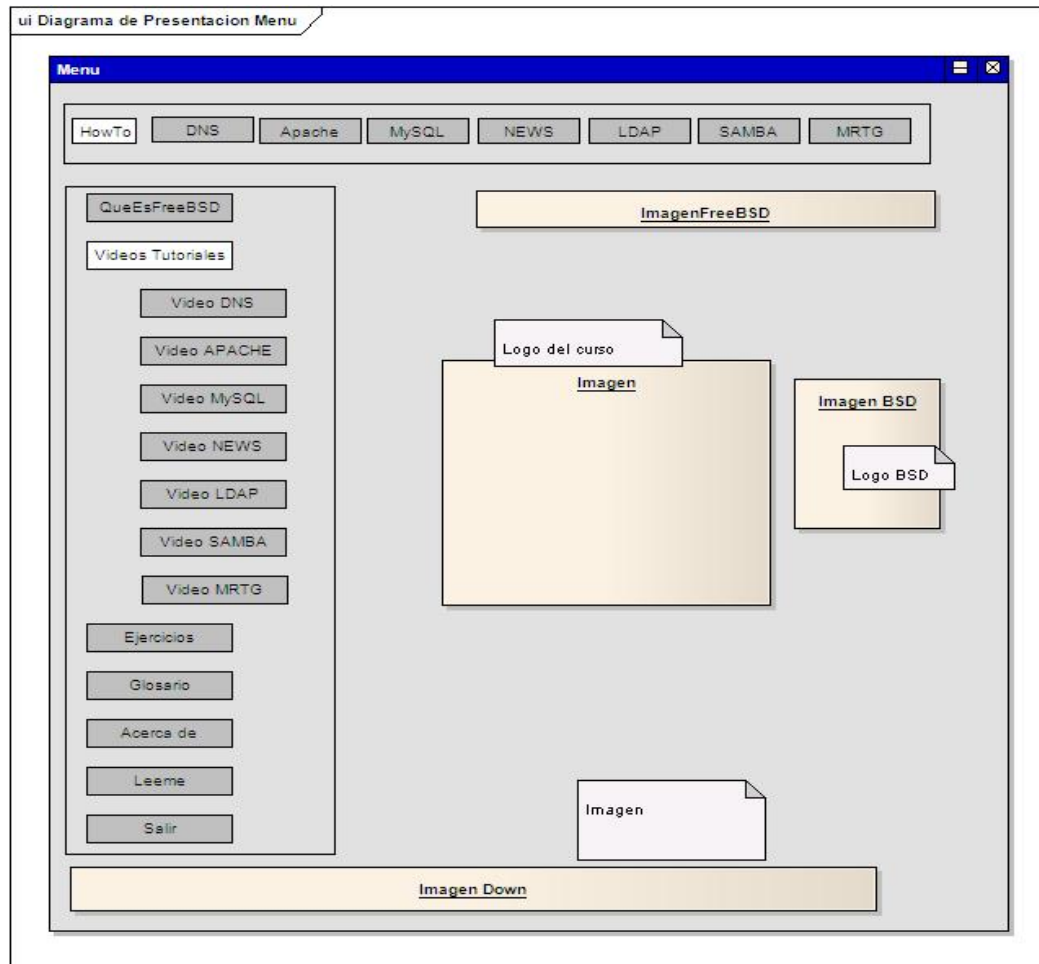 ui Diagrama de Presentacion Menu
Menu
HowTo DNS Apache MySQL NEWS LDAP SAMBA MRTG
QueEsFreeBSD
ImagenFreeBSD
Videos Tutoriales
Video DNS
Video APACHE
Video MySQL
Video NEWS
Video LDAP
Video SAMBA
Video MRTG
Ejercicios
Glosario
Acerca de
Leeme
Salir
Logo del curso
Imagen
Imagen BSD
Logo BSD
Imagen
Imagen Down